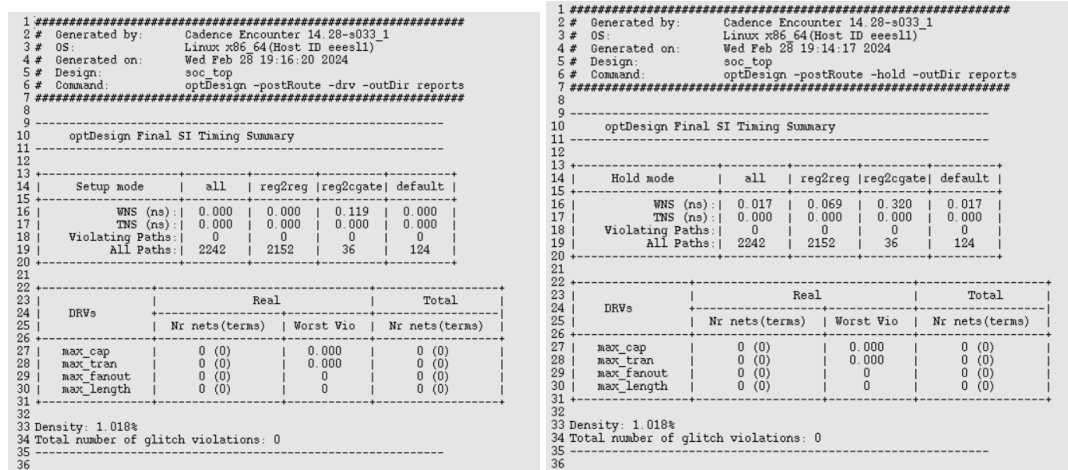 1 ################################################################
2 #  Generated by:      Cadence Encounter 14.28-s033_1
3 #  OS:                Linux x86_64(Host ID eeesl1)
4 #  Generated on:      Wed Feb 28 19:16:20 2024
5 #  Design:            soc_top
6 #  Command:           optDesign -postRoute -drv -outDir reports
7 ################################################################
8
9 ------------------------------------------------------------
10      optDesign Final SI Timing Summary
11 ------------------------------------------------------------
12
13 +--------------------+---------+---------+---------+---------+
14 |     Setup mode     |   all   | reg2reg |reg2cgate| default |
15 +--------------------+---------+---------+---------+---------+
16 |           WNS (ns):|  0.000  |  0.000  |  0.119  |  0.000  |
17 |           TNS (ns):|  0.000  |  0.000  |  0.000  |  0.000  |
18 |    Violating Paths:|    0    |    0    |    0    |    0    |
19 |          All Paths:|  2242   |  2152   |   36    |   124   |
20 +--------------------+---------+---------+---------+---------+
21
22 +----------------+-------------------------------+------------------+
23 |                |              Real             |       Total      |
24 |    DRVs        +------------------+------------+------------------|
25 |                |  Nr nets(terms)  | Worst Vio  |  Nr nets(terms)  |
26 +----------------+------------------+------------+------------------+
27 |   max_cap      |      0 (0)       |   0.000    |      0 (0)       |
28 |   max_tran     |      0 (0)       |   0.000    |      0 (0)       |
29 |   max_fanout   |      0 (0)       |     0      |      0 (0)       |
30 |   max_length   |      0 (0)       |     0      |      0 (0)       |
31 +----------------+------------------+------------+------------------+
32
33 Density: 1.018%
34 Total number of glitch violations: 0
35 ------------------------------------------------------------
36
1 ################################################################
2 #  Generated by:      Cadence Encounter 14.28-s033_1
3 #  OS:                Linux x86_64(Host ID eeesl1)
4 #  Generated on:      Wed Feb 28 19:14:17 2024
5 #  Design:            soc_top
6 #  Command:           optDesign -postRoute -hold -outDir reports
7 ################################################################
8
9 ------------------------------------------------------------
10      optDesign Final SI Timing Summary
11 ------------------------------------------------------------
12
13 +--------------------+---------+---------+---------+---------+
14 |     Hold mode      |   all   | reg2reg |reg2cgate| default |
15 +--------------------+---------+---------+---------+---------+
16 |           WNS (ns):|  0.017  |  0.069  |  0.320  |  0.017  |
17 |           TNS (ns):|  0.000  |  0.000  |  0.000  |  0.000  |
18 |    Violating Paths:|    0    |    0    |    0    |    0    |
19 |          All Paths:|  2242   |  2152   |   36    |   124   |
20 +--------------------+---------+---------+---------+---------+
21
22 +----------------+-------------------------------+------------------+
23 |                |              Real             |       Total      |
24 |    DRVs        +------------------+------------+------------------|
25 |                |  Nr nets(terms)  | Worst Vio  |  Nr nets(terms)  |
26 +----------------+------------------+------------+------------------+
27 |   max_cap      |      0 (0)       |   0.000    |      0 (0)       |
28 |   max_tran     |      0 (0)       |   0.000    |      0 (0)       |
29 |   max_fanout   |      0 (0)       |     0      |      0 (0)       |
30 |   max_length   |      0 (0)       |     0      |      0 (0)       |
31 +----------------+------------------+------------+------------------+
32
33 Density: 1.018%
34 Total number of glitch violations: 0
35 ------------------------------------------------------------
36